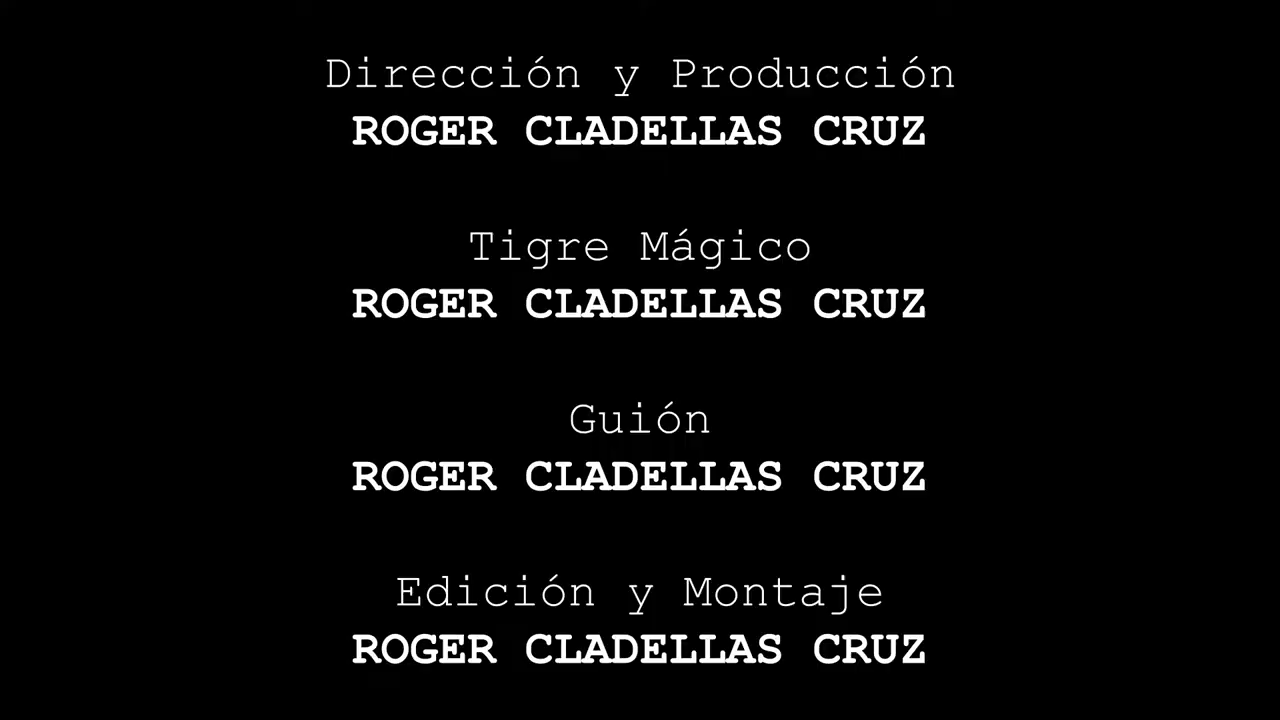 Dirección y Producción
ROGER CLADELLAS CRUZ
Tigre Mágico
ROGER CLADELLAS CRUZ
Guión
ROGER CLADELLAS CRUZ
Edición y Montaje
ROGER CLADELLAS CRUZ